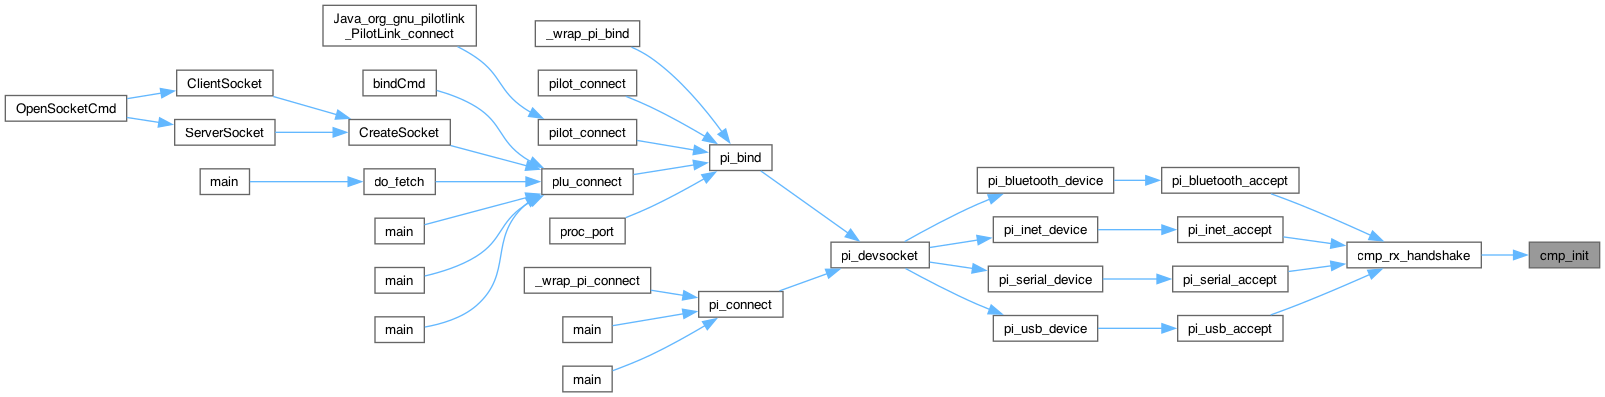 Java_org_gnu_pilotlink
_PilotLink_connect
_wrap_pi_bind
ClientSocket
bindCmd
pilot_connect
OpenSocketCmd
ServerSocket
CreateSocket
pilot_connect
pi_bind
main
do_fetch
plu_connect
pi_bluetooth_device
pi_bluetooth_accept
main
proc_port
pi_inet_device
pi_inet_accept
pi_devsocket
cmp_rx_handshake
cmp_init
main
_wrap_pi_connect
pi_serial_device
pi_serial_accept
pi_connect
main
main
pi_usb_device
pi_usb_accept
main